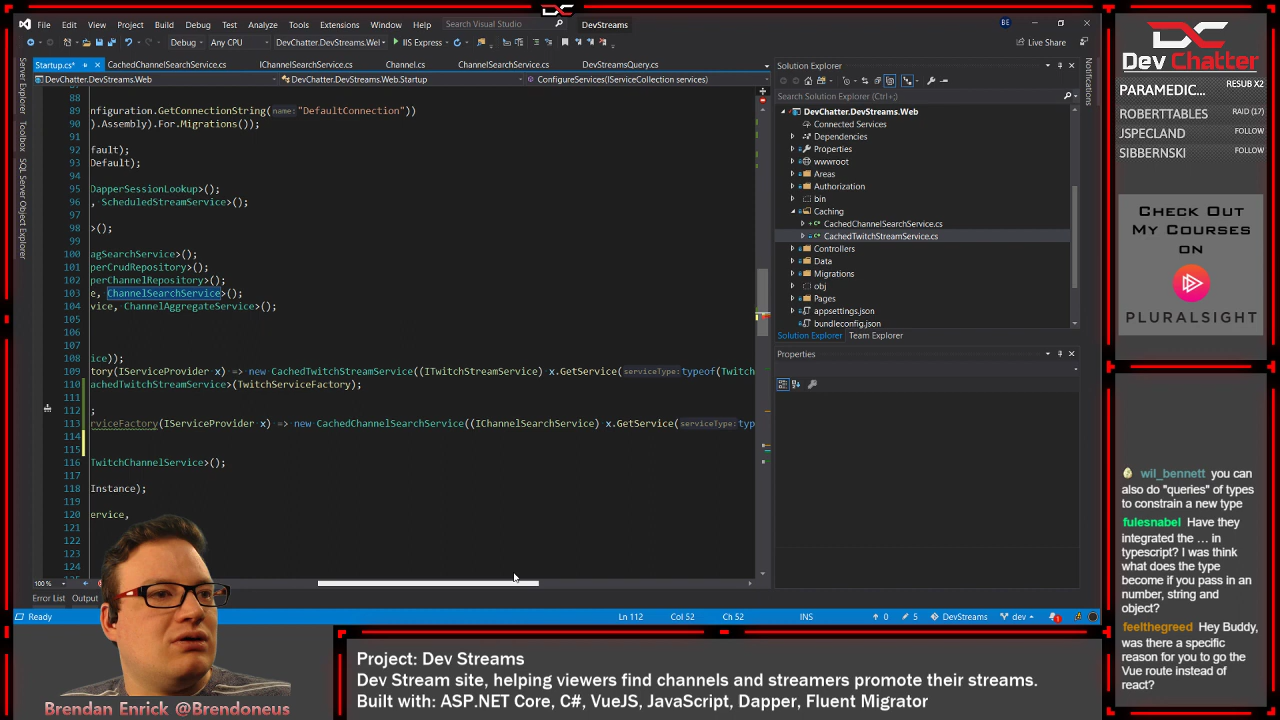 File Edit View Project Build Debug Test Analyze Tools Extensions Window Help Search Visual Studio DevStreams BE
Debug Any CPU DevChatter.DevStreams.Wel IIS Express Live Share
Startup.cs* CachedChannelSearchService.cs IChannelSearchService.cs Channel.cs ChannelSearchService.cs DevStreamsQuery.cs
DevChatter.DevStreams.Web DevChatter.DevStreams.Web.Startup ConfigureServices(IServiceCollection services)
Server Explorer
Toolbox
SQL Server Object Explorer
88
89 nfiguration.GetConnectionString(name:"DefaultConnection"))
90 ).Assembly).For.Migrations());
91
92 fault);
93 Default);
94
95 DapperSessionLookup>();
96 , ScheduledStreamService>();
97
98 >();
99
100 agSearchService>();
101 perCrudRepository>();
102 perChannelRepository>();
103 e, ChannelSearchService>();
104 vice, ChannelAggregateService>();
105
106
107
108 ice));
109 tory(IServiceProvider x) => new CachedTwitchStreamService((ITwitchStreamService) x.GetService(serviceType:typeof(Twitch
110 achedTwitchStreamService>(TwitchServiceFactory);
111
112 ;
113 rviceFactory(IServiceProvider x) => new CachedChannelSearchService((IChannelSearchService) x.GetService(serviceType:typ
114
115
116 TwitchChannelService>();
117
118 Instance);
119
120 ervice,
121
122
123
124
100 %
Error List Output
Ready Ln 112 Col 52 Ch 52 INS 0 5 DevStreams dev 1
Solution Explorer
Search Solution Explorer (Ctrl+;)
DevChatter.DevStreams.Web
Connected Services
Dependencies
Properties
wwwroot
Areas
Authorization
bin
Caching
CachedChannelSearchService.cs
CachedTwitchStreamService.cs
Controllers
Data
Migrations
obj
Pages
appsettings.json
bundleconfig.json
Solution Explorer Team Explorer
Properties
Notifications
Dev Chatter
PARAMEDIC... RESUB X2
ROBERTTABLES RAID (17)
JSPECLAND FOLLOW
SIBBERNSKI FOLLOW
Check Out
My Courses
on
PLURALSIGHT
wil_bennett you can
also do "queries" of types
to constrain a new type
fulesnabel Have they
integrated the ... in
typescript? I was think
what does the type
become if you pass in an
number, string and
object?
feelthegreed Hey Buddy,
was there a specific
reason for you to go the
Vue route instead of
react?
Project: Dev Streams
Dev Stream site, helping viewers find channels and streamers promote their streams.
Built with: ASP.NET Core, C#, VueJS, JavaScript, Dapper, Fluent Migrator
Brendan Enrick @Brendoneus